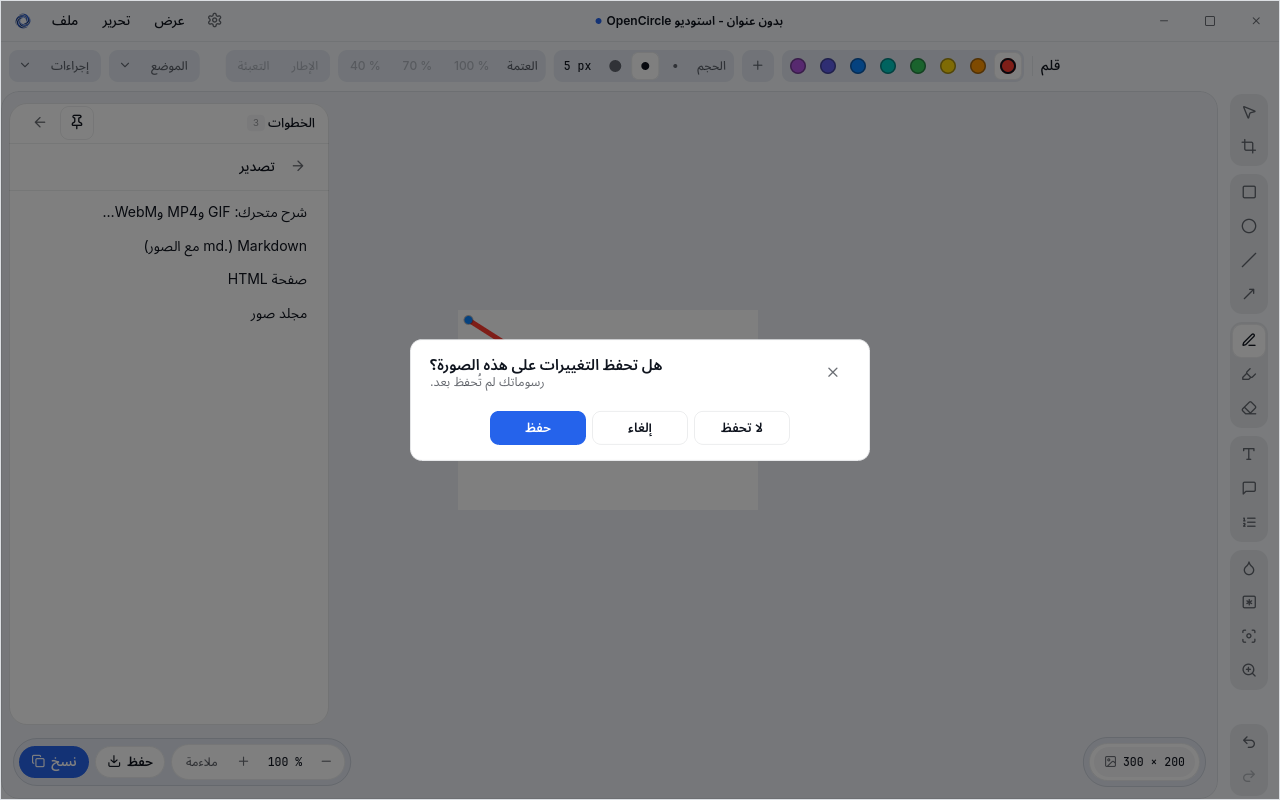 ملف
تحرير
عرض
بدون عنوان - استوديو OpenCircle
قلم
الحجم
5 px
العتمة
100 %
70 %
40 %
الإطار
التعبئة
الموضع
إجراءات
الخطوات 3
تصدير
شرح متحرك: GIF وMP4 وWebM...
Markdown (.md مع الصور)
صفحة HTML
مجلد صور
هل تحفظ التغييرات على هذه الصورة؟
رسوماتك لم تُحفظ بعد.
لا تحفظ
إلغاء
حفظ
300 × 200
100 %
ملاءمة
حفظ
نسخ